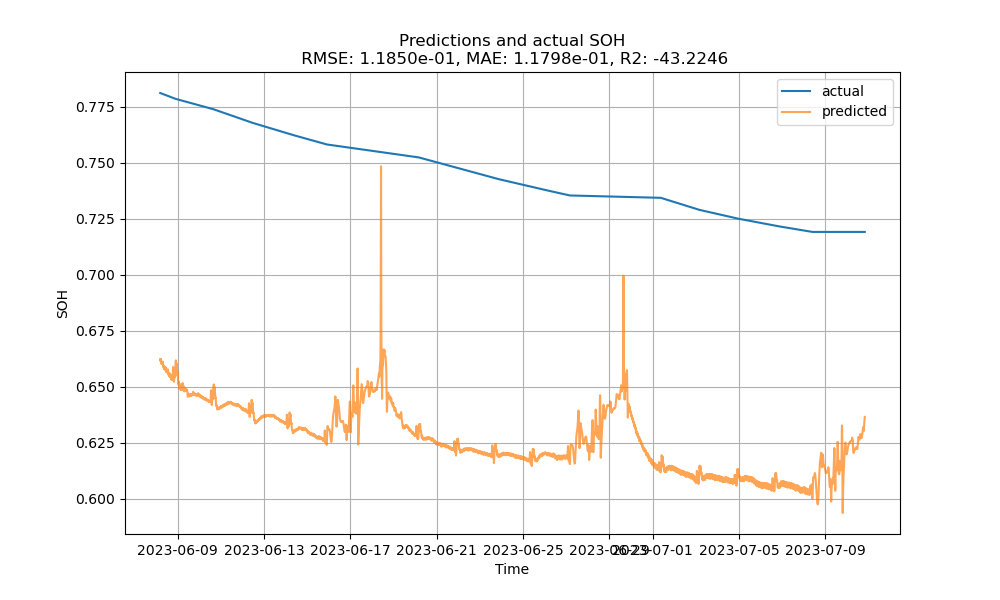 Predictions and actual SOH
RMSE: 1.1850e-01, MAE: 1.1798e-01, R2: -43.2246
actual
predicted
0.775
0.750
0.725
0.700
0.675
0.650
0.625
0.600
SOH
2023-06-09 2023-06-13 2023-06-17 2023-06-21 2023-06-25 2023-06-29 2023-07-01 2023-07-05 2023-07-09
Time